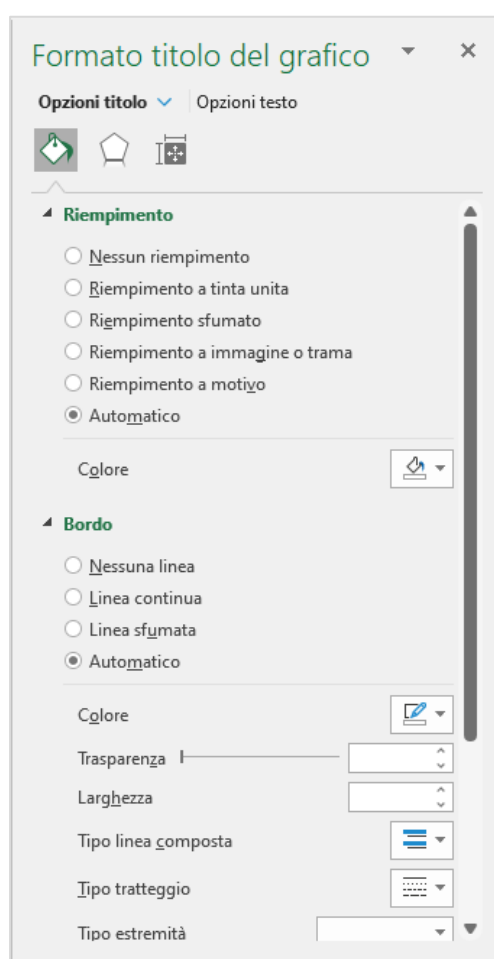 Formato titolo del grafico
Opzioni titolo Opzioni testo
Riempimento
Nessun riempimento
Riempimento a tinta unita
Riempimento sfumato
Riempimento a immagine o trama
Riempimento a motivo
Automatico
Colore
Bordo
Nessuna linea
Linea continua
Linea sfumata
Automatico
Colore
Trasparenza
Larghezza
Tipo linea composta
Tipo tratteggio
Tipo estremità